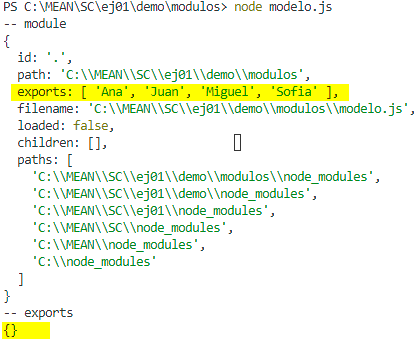 PS C:\MEAN\SC\ej01\demo\modulos> node modelo.js
-- module
{
  id: '.',
  path: 'C:\\MEAN\\SC\\ej01\\demo\\modulos',
  exports: [ 'Ana', 'Juan', 'Miguel', 'Sofia' ],
  filename: 'C:\\MEAN\\SC\\ej01\\demo\\modulos\\modelo.js',
  loaded: false,
  children: [],
  paths: [
    'C:\\MEAN\\SC\\ej01\\demo\\modulos\\node_modules',
    'C:\\MEAN\\SC\\ej01\\demo\\node_modules',
    'C:\\MEAN\\SC\\ej01\\node_modules',
    'C:\\MEAN\\SC\\node_modules',
    'C:\\MEAN\\node_modules',
    'C:\\node_modules'
  ]
}
-- exports
{}